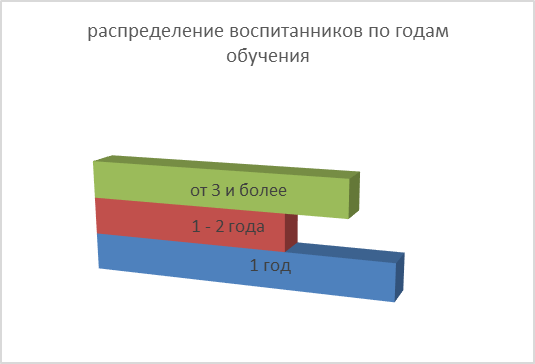 распределение воспитанников по годам
обучения
от 3 и более
1 - 2 года
1 год